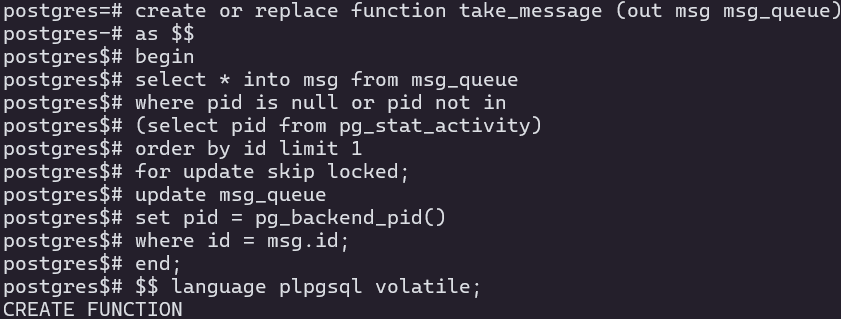 postgres=# create or replace function take_message (out msg msg_queue)
postgres-# as $$
postgres$# begin
postgres$# select * into msg from msg_queue
postgres$# where pid is null or pid not in
postgres$# (select pid from pg_stat_activity)
postgres$# order by id limit 1
postgres$# for update skip locked;
postgres$# update msg_queue
postgres$# set pid = pg_backend_pid()
postgres$# where id = msg.id;
postgres$# end;
postgres$# $$ language plpgsql volatile;
CREATE FUNCTION